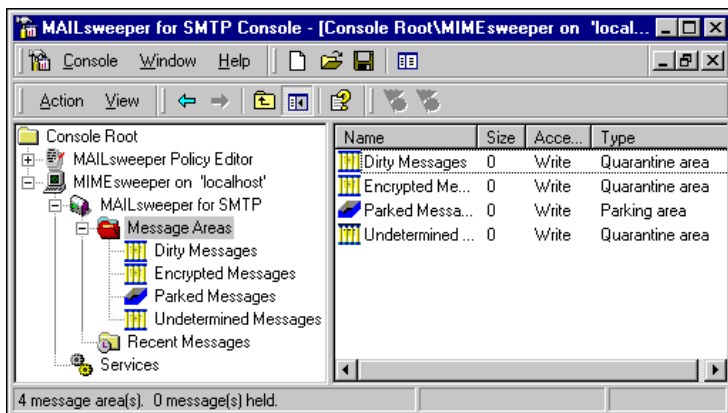 MAILsweeper for SMTP Console - [Console Root\MIMEsweeper on 'local...
Console Window Help
Action View
Console Root
MAILsweeper Policy Editor
MIMEsweeper on 'localhost'
MAILsweeper for SMTP
Message Areas
Dirty Messages
Encrypted Messages
Parked Messages
Undetermined Messages
Recent Messages
Services
Name Size Acce... Type
Dirty Messages 0 Write Quarantine area
Encrypted Me... 0 Write Quarantine area
Parked Messa... 0 Write Parking area
Undetermined ... 0 Write Quarantine area
4 message area(s). 0 message(s) held.